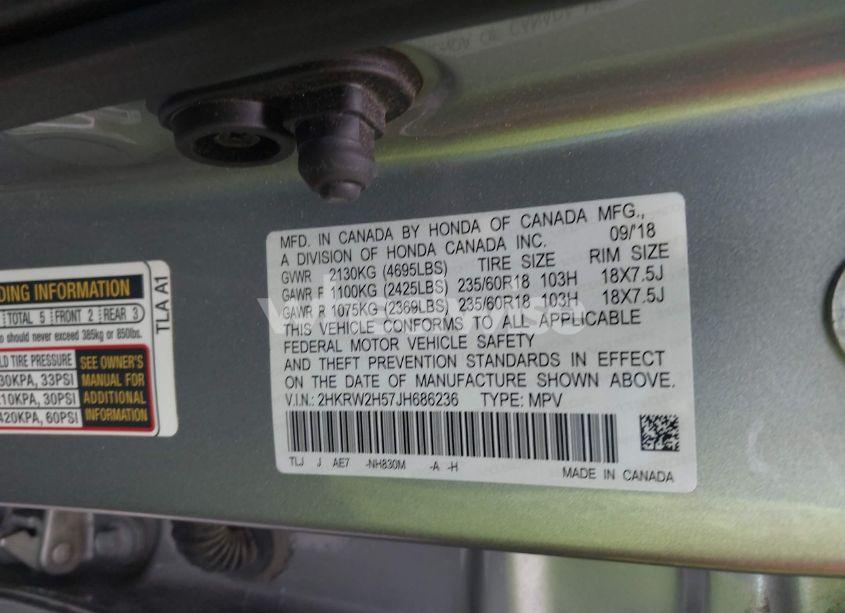 MFD. IN CANADA BY HONDA OF CANADA MFG.,
A DIVISION OF HONDA CANADA INC. 09/'18
GVWR 2130KG (4695LBS) TIRE SIZE RIM SIZE
GAWR F 1100KG (2425LBS) 235/60R18 103H 18X7.5J
GAWR R 1075KG (2369LBS) 235/60R18 103H 18X7.5J
THIS VEHICLE CONFORMS TO ALL APPLICABLE
FEDERAL MOTOR VEHICLE SAFETY
AND THEFT PREVENTION STANDARDS IN EFFECT
ON THE DATE OF MANUFACTURE SHOWN ABOVE.
V.I.N.: 2HKRW2H57JH686236 TYPE: MPV
TLJ J AE7 -NH830M -A -H
MADE IN CANADA
DING INFORMATION
TOTAL 5 FRONT 2 REAR 3
o should never exceed 385kg or 850lbs.
LD TIRE PRESSURE
30KPA, 33PSI
210KPA, 30PSI
420KPA, 60PSI
SEE OWNER'S
MANUAL FOR
ADDITIONAL
INFORMATION
TLA A1